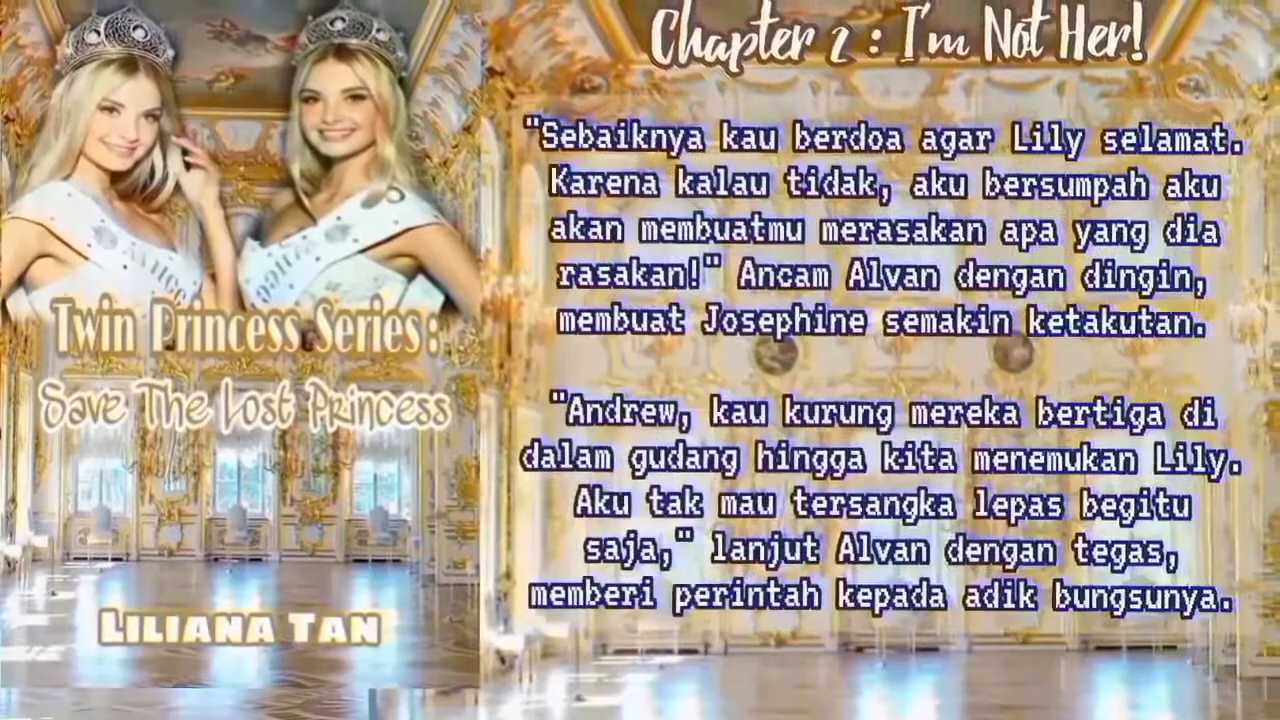 Twin Princess Series:
Save The Lost Princess
LILIANA TAN
Chapter 2 : I'm Not Her!
"Sebaiknya kau berdoa agar Lily selamat.
Karena kalau tidak, aku bersumpah aku
akan membuatmu merasakan apa yang dia
rasakan!" Ancam Alvan dengan dingin,
membuat Josephine semakin ketakutan.
"Andrew, kau kurung mereka bertiga di
dalam gudang hingga kita menemukan Lily.
Aku tak mau tersangka lepas begitu
saja," lanjut Alvan dengan tegas,
memberi perintah kepada adik bungsunya.